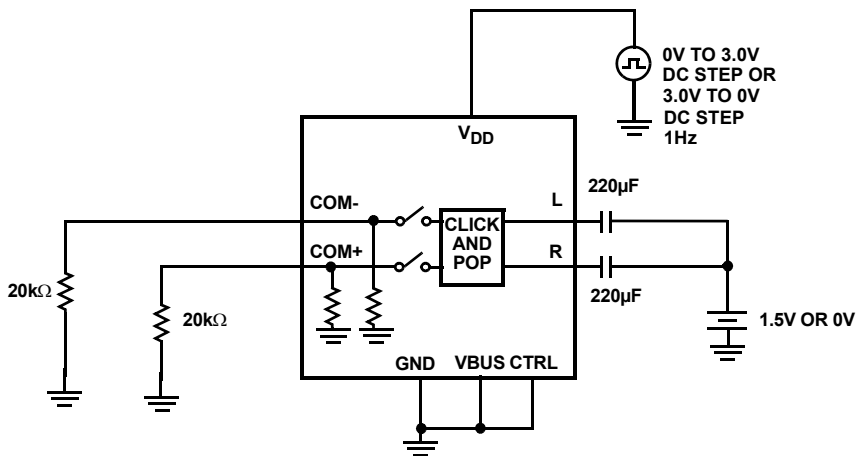 0V TO 3.0V
DC STEP OR
3.0V TO 0V
DC STEP
1Hz
VDD
220µF
COM-
L
CLICK
AND
POP
COM+
R
220µF
20kΩ
20kΩ
1.5V OR 0V
GND VBUS CTRL